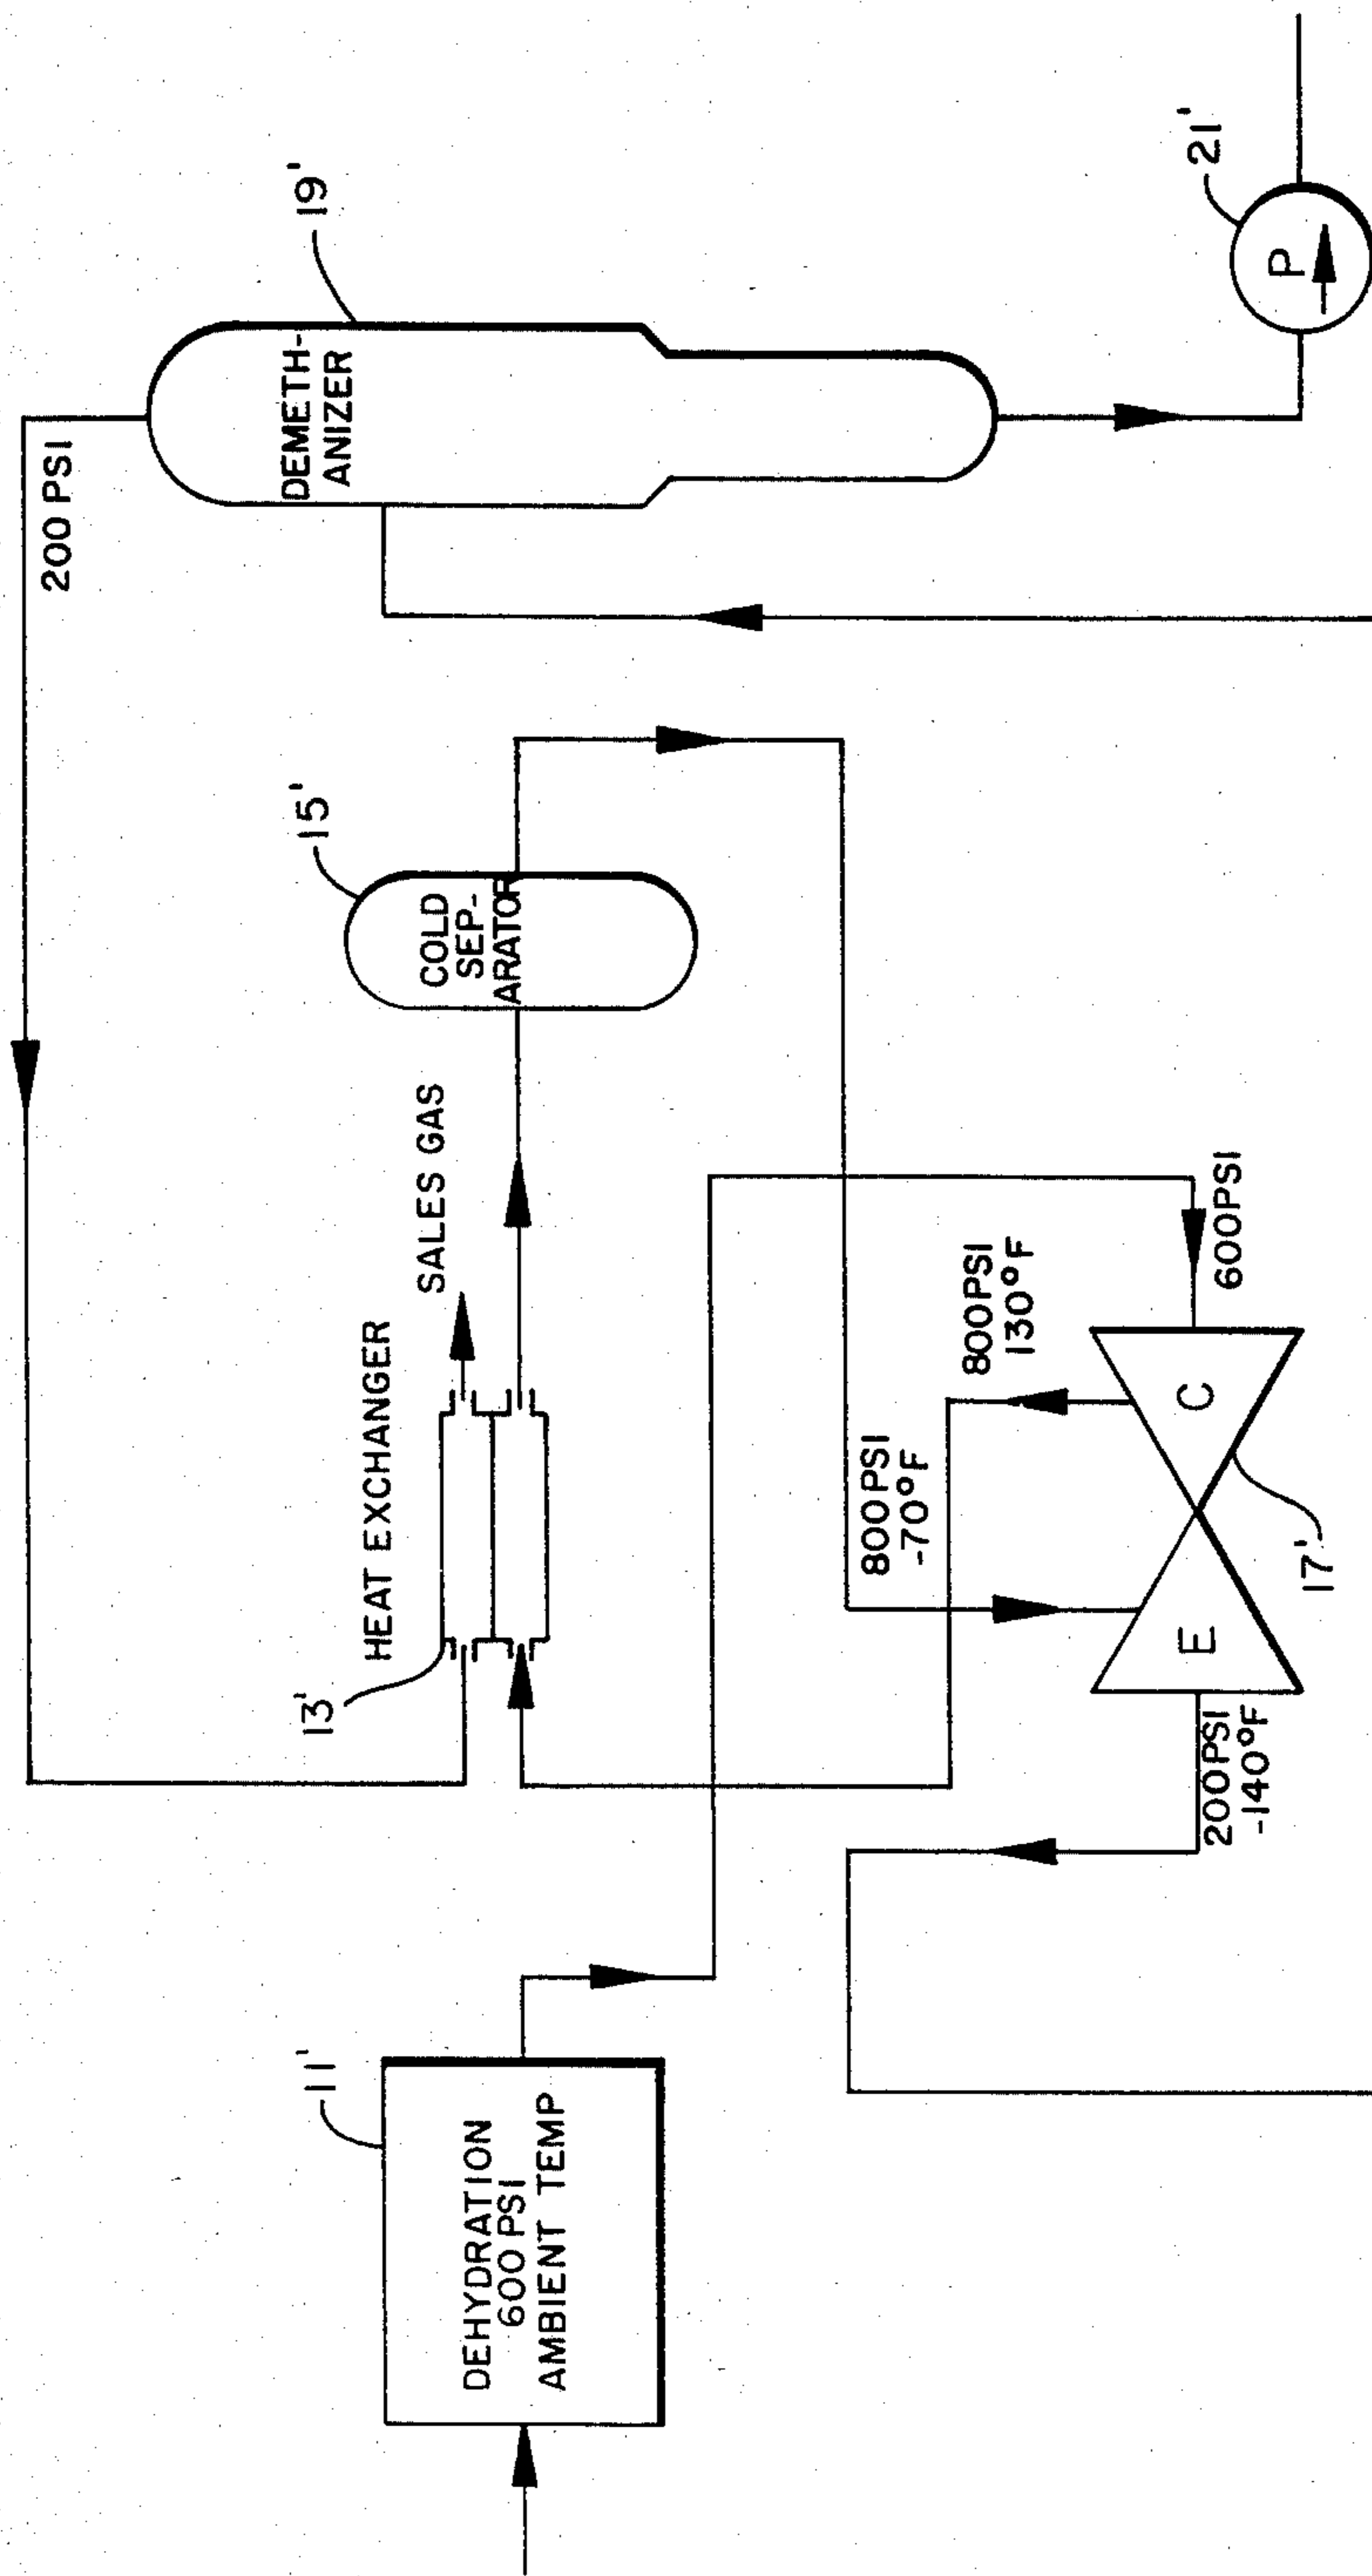 DEHYDRATION
600 PSI
AMBIENT TEMP
11'
HEAT EXCHANGER
13'
SALES GAS
COLD
SEP-
ARATOR
15'
200 PSI
DEMETH-
ANIZER
19'
P
21'
200PSI
-140°F
E
C
17'
800PSI
-70°F
800PSI
130°F
600PSI